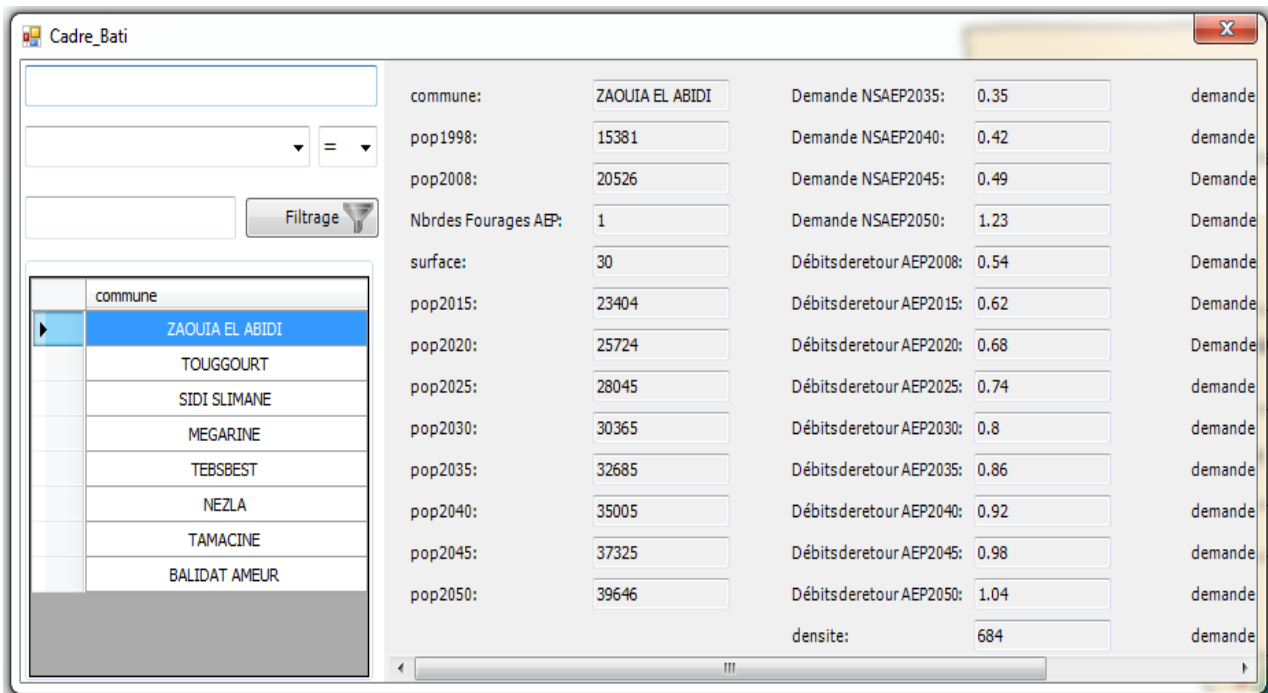 Cadre_Bati
=
Filtrage
commune
ZAOUIA EL ABIDI
TOUGGOURT
SIDI SLIMANE
MEGARINE
TEBSBEST
NEZLA
TAMACINE
BALIDAT AMEUR
commune: ZAOUIA EL ABIDI Demande NSAEP2035: 0.35 demande
pop1998: 15381 Demande NSAEP2040: 0.42 demande
pop2008: 20526 Demande NSAEP2045: 0.49 Demande
Nbrdes Fourages AEP: 1 Demande NSAEP2050: 1.23 Demande
surface: 30 Débitsderetour AEP2008: 0.54 Demande
pop2015: 23404 Débitsderetour AEP2015: 0.62 Demande
pop2020: 25724 Débitsderetour AEP2020: 0.68 Demande
pop2025: 28045 Débitsderetour AEP2025: 0.74 demande
pop2030: 30365 Débitsderetour AEP2030: 0.8 demande
pop2035: 32685 Débitsderetour AEP2035: 0.86 demande
pop2040: 35005 Débitsderetour AEP2040: 0.92 demande
pop2045: 37325 Débitsderetour AEP2045: 0.98 demande
pop2050: 39646 Débitsderetour AEP2050: 1.04 demande
densite: 684 demande